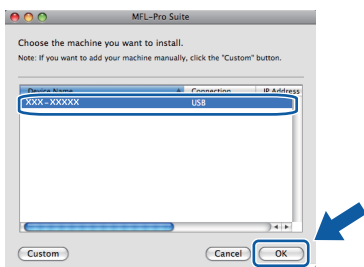 MFL-Pro Suite
Choose the machine you want to install.
Note: If you want to add your machine manually, click the "Custom" button.
Device Name Connection IP Address
XXX-XXXXX USB
Custom Cancel OK